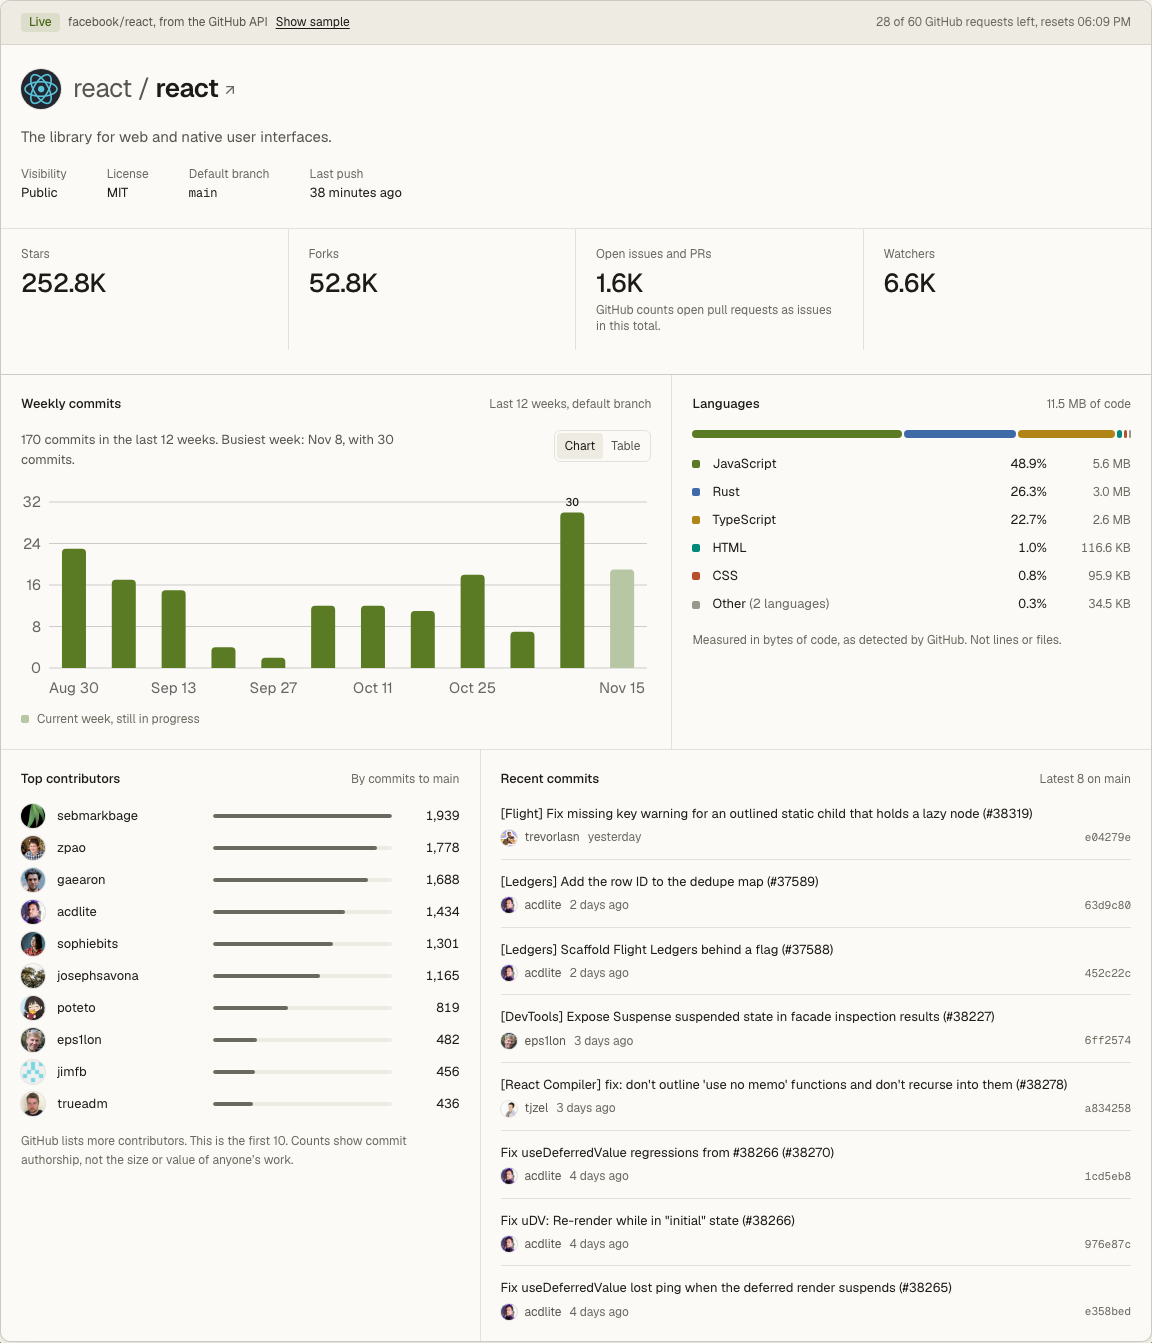 Live facebook/react, from the GitHub API Show sample 28 of 60 GitHub requests left, resets 06:09 PM
react / react ↗
The library for web and native user interfaces.
Visibility License Default branch Last push
Public MIT main 38 minutes ago
Stars Forks Open issues and PRs Watchers
252.8K 52.8K 1.6K 6.6K
GitHub counts open pull requests as issues
in this total.
Weekly commits Last 12 weeks, default branch
170 commits in the last 12 weeks. Busiest week: Nov 8, with 30
commits.
Chart Table
32
30
24
16
8
0
Aug 30 Sep 13 Sep 27 Oct 11 Oct 25 Nov 15
Current week, still in progress
Languages 11.5 MB of code
JavaScript 48.9% 5.6 MB
Rust 26.3% 3.0 MB
TypeScript 22.7% 2.6 MB
HTML 1.0% 116.6 KB
CSS 0.8% 95.9 KB
Other (2 languages) 0.3% 34.5 KB
Measured in bytes of code, as detected by GitHub. Not lines or files.
Top contributors By commits to main
sebmarkbage 1,939
zpao 1,778
gaearon 1,688
acdlite 1,434
sophiebits 1,301
josephsavona 1,165
poteto 819
eps1lon 482
jimfb 456
trueadm 436
GitHub lists more contributors. This is the first 10. Counts show commit
authorship, not the size or value of anyone's work.
Recent commits Latest 8 on main
[Flight] Fix missing key warning for an outlined static child that holds a lazy node (#38319)
trevorlasn yesterday e04279e
[Ledgers] Add the row ID to the dedupe map (#37589)
acdlite 2 days ago 63d9c80
[Ledgers] Scaffold Flight Ledgers behind a flag (#37588)
acdlite 2 days ago 452c22c
[DevTools] Expose Suspense suspended state in facade inspection results (#38227)
eps1lon 3 days ago 6ff2574
[React Compiler] fix: don't outline 'use no memo' functions and don't recurse into them (#38278)
tjzel 3 days ago a834258
Fix useDeferredValue regressions from #38266 (#38270)
acdlite 4 days ago 1cd5eb8
Fix uDV: Re-render while in "initial" state (#38266)
acdlite 4 days ago 976e87c
Fix useDeferredValue lost ping when the deferred render suspends (#38265)
acdlite 4 days ago e358bed